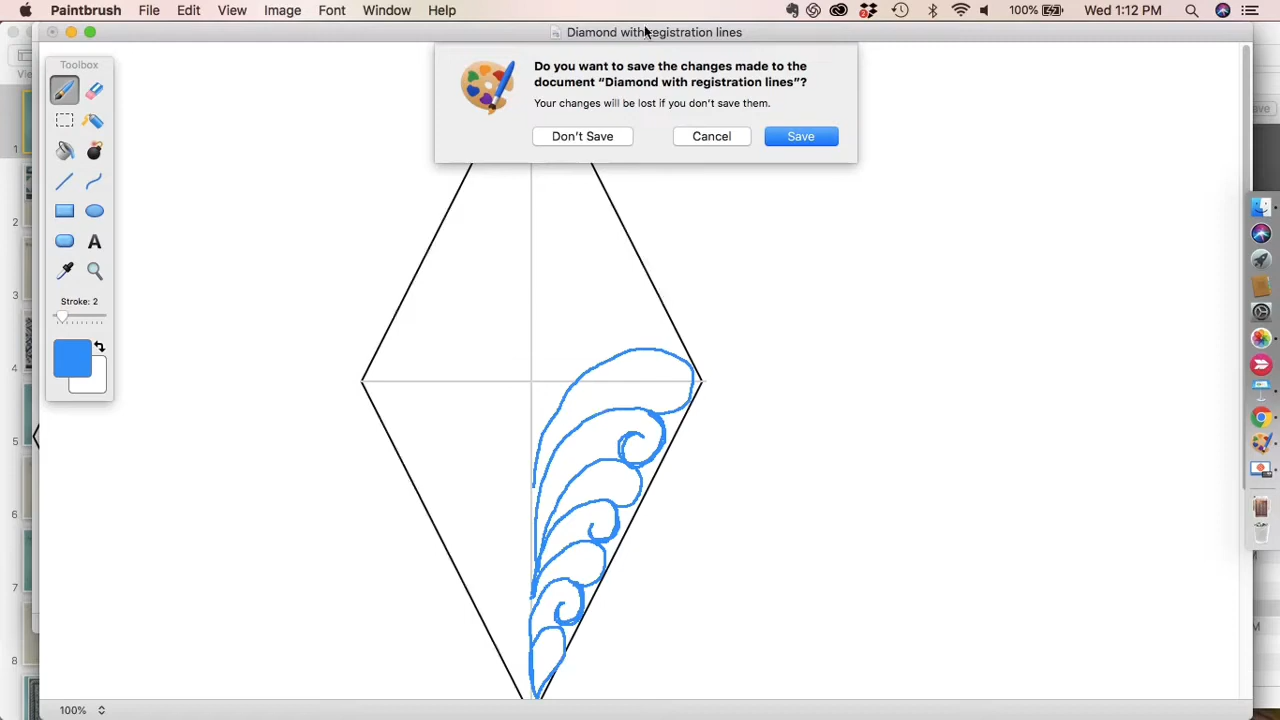 Paintbrush File Edit View Image Font Window Help 2 100% Wed 1:12 PM
Diamond with registration lines
Toolbox
Do you want to save the changes made to the
document “Diamond with registration lines”?
Your changes will be lost if you don’t save them.
Don’t Save Cancel Save
A
Stroke: 2
1
2
3
4
5
6
7
8
100%